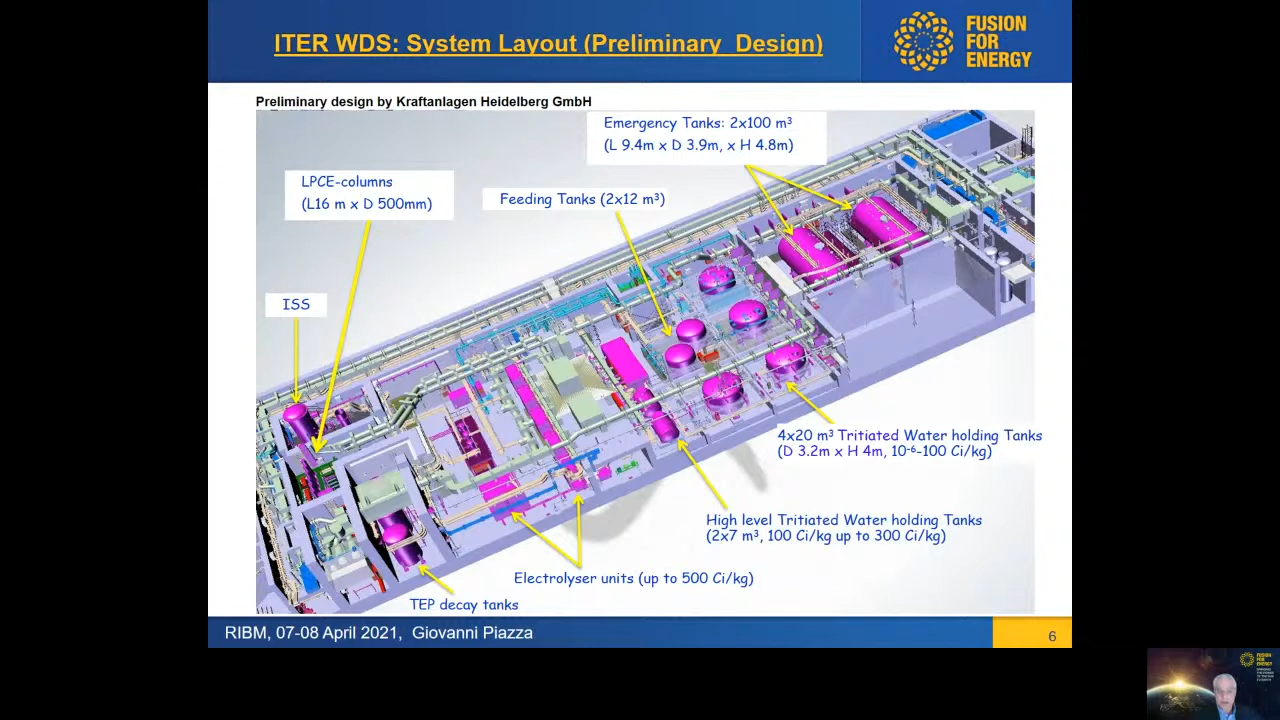 ITER WDS: System Layout (Preliminary Design)
FUSION
FOR
ENERGY
Preliminary design by Kraftanlagen Heidelberg GmbH
Emergency Tanks: 2x100 m³
(L 9.4m x D 3.9m, x H 4.8m)
LPCE-columns
(L16 m x D 500mm)
Feeding Tanks (2x12 m³)
ISS
4x20 m³ Tritiated Water holding Tanks
(D 3.2m x H 4m, 10⁻⁶-100 Ci/kg)
High level Tritiated Water holding Tanks
(2x7 m³, 100 Ci/kg up to 300 Ci/kg)
Electrolyser units (up to 500 Ci/kg)
TEP decay tanks
RIBM, 07-08 April 2021, Giovanni Piazza
6
FUSION
FOR
ENERGY